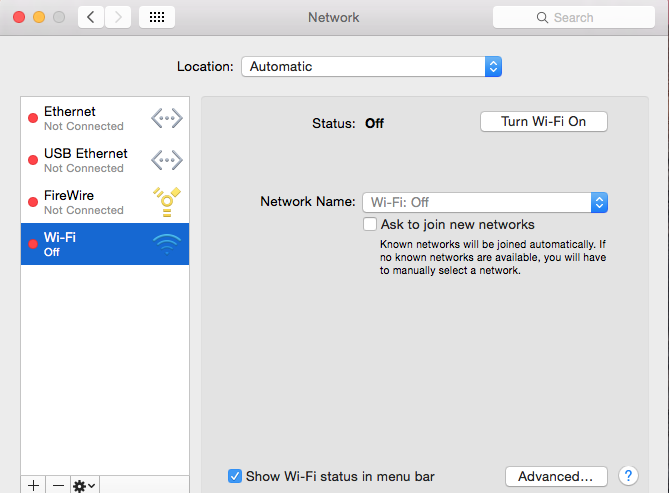 Network
Search
Location: Automatic
Ethernet
Not Connected
USB Ethernet
Not Connected
FireWire
Not Connected
Wi-Fi
Off
Status: Off
Turn Wi-Fi On
Network Name: Wi-Fi: Off
Ask to join new networks
Known networks will be joined automatically. If
no known networks are available, you will have
to manually select a network.
Show Wi-Fi status in menu bar
Advanced...
?